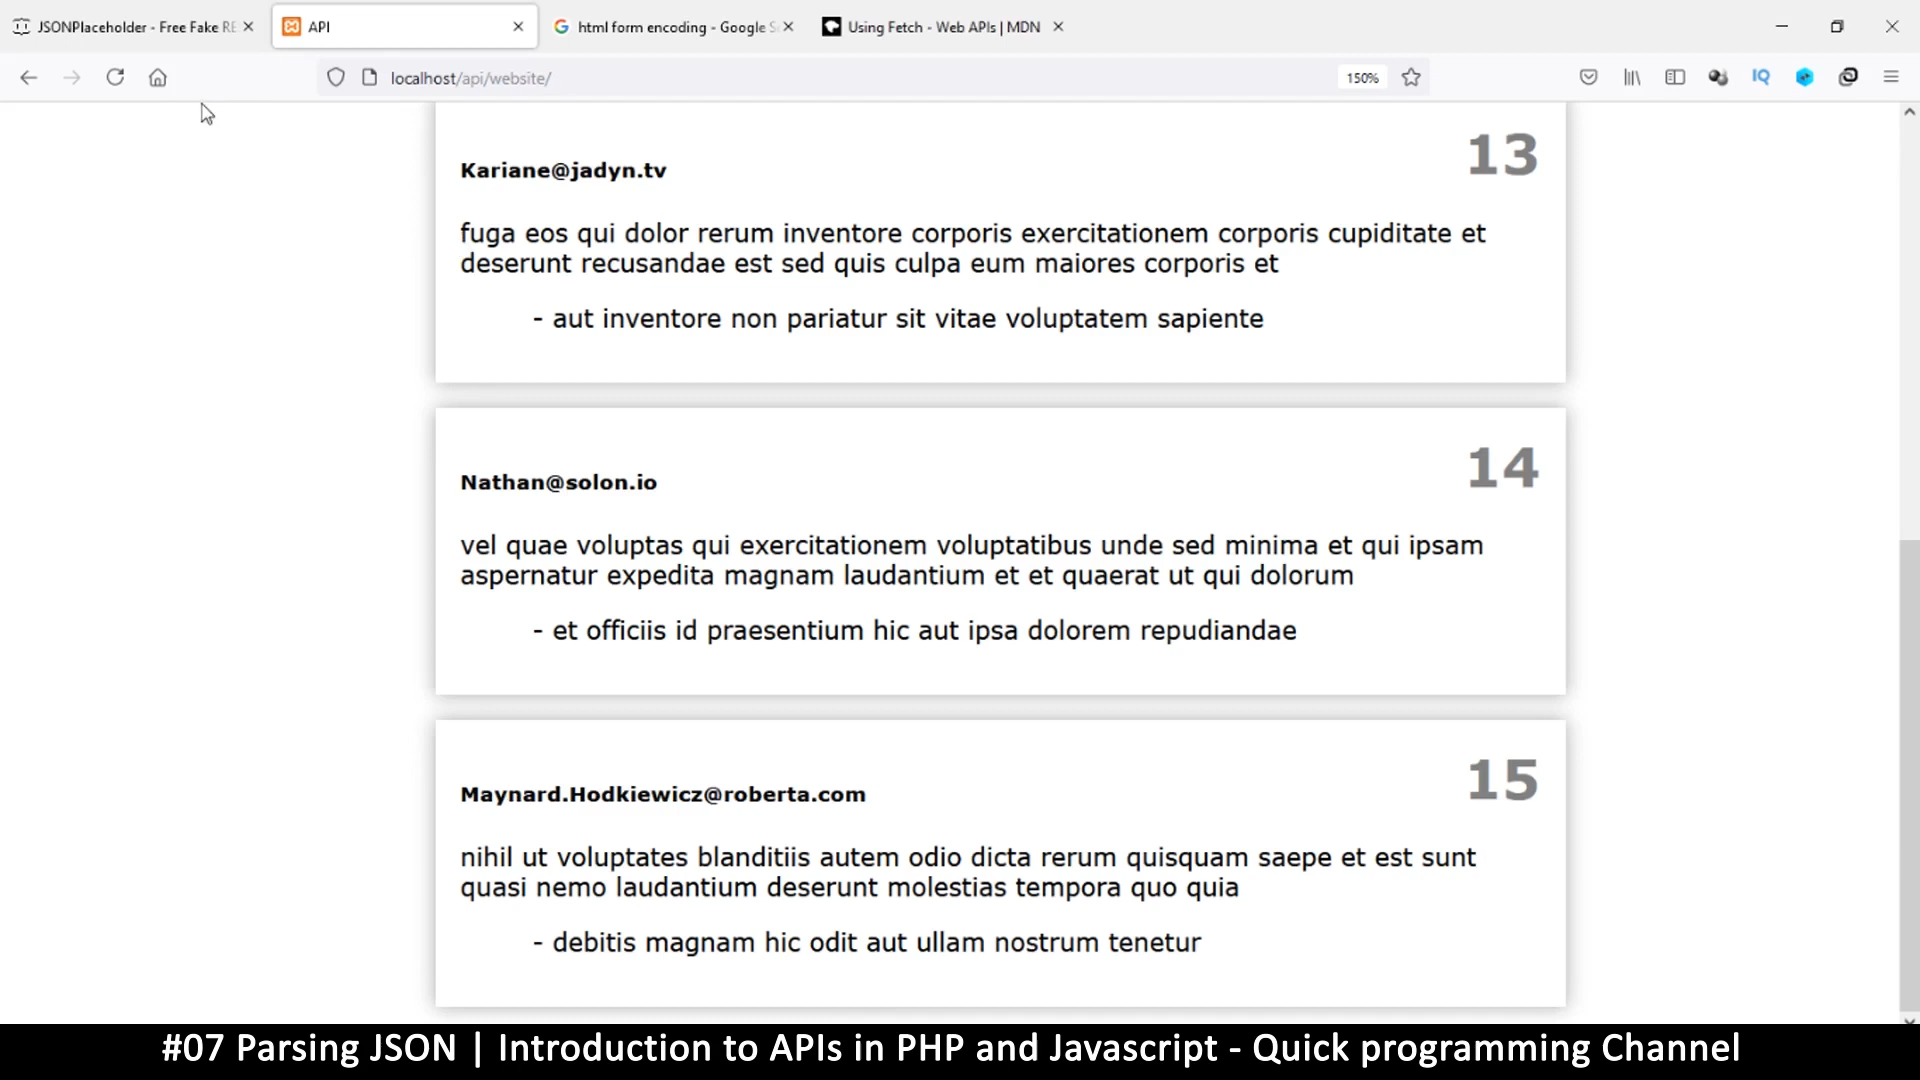 JSONPlaceholder - Free Fake RE
API
html form encoding - Google S
Using Fetch - Web APIs | MDN
localhost/api/website/
150%
IQ
13
Kariane@jadyn.tv
fuga eos qui dolor rerum inventore corporis exercitationem corporis cupiditate et
deserunt recusandae est sed quis culpa eum maiores corporis et
- aut inventore non pariatur sit vitae voluptatem sapiente
14
Nathan@solon.io
vel quae voluptas qui exercitationem voluptatibus unde sed minima et qui ipsam
aspernatur expedita magnam laudantium et et quaerat ut qui dolorum
- et officiis id praesentium hic aut ipsa dolorem repudiandae
15
Maynard.Hodkiewicz@roberta.com
nihil ut voluptates blanditiis autem odio dicta rerum quisquam saepe et est sunt
quasi nemo laudantium deserunt molestias tempora quo quia
- debitis magnam hic odit aut ullam nostrum tenetur
#07 Parsing JSON | Introduction to APIs in PHP and Javascript - Quick programming Channel